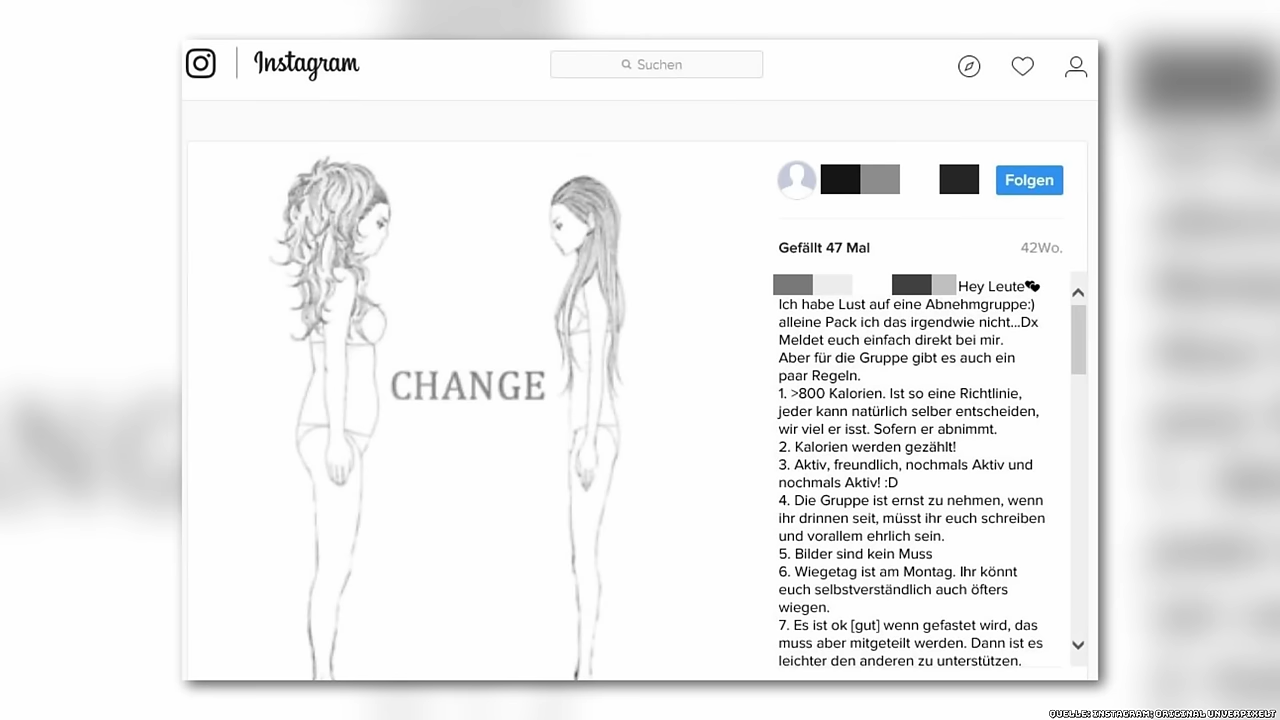 Instagram
Suchen
Folgen
Gefällt 47 Mal
42Wo.
Hey Leute
Ich habe Lust auf eine Abnehmgruppe:)
alleine Pack ich das irgendwie nicht...Dx
Meldet euch einfach direkt bei mir.
Aber für die Gruppe gibt es auch ein
paar Regeln.
1. >800 Kalorien. Ist so eine Richtlinie,
jeder kann natürlich selber entscheiden,
wir viel er isst. Sofern er abnimmt.
2. Kalorien werden gezählt!
3. Aktiv, freundlich, nochmals Aktiv und
nochmals Aktiv! :D
4. Die Gruppe ist ernst zu nehmen, wenn
ihr drinnen seit, müsst ihr euch schreiben
und vorallem ehrlich sein.
5. Bilder sind kein Muss
6. Wiegetag ist am Montag. Ihr könnt
euch selbstverständlich auch öfters
wiegen.
7. Es ist ok [gut] wenn gefastet wird, das
muss aber mitgeteilt werden. Dann ist es
leichter den anderen zu unterstützen.
CHANGE
QUELLE: INSTAGRAM; ORIGINAL UNVERPIXELT